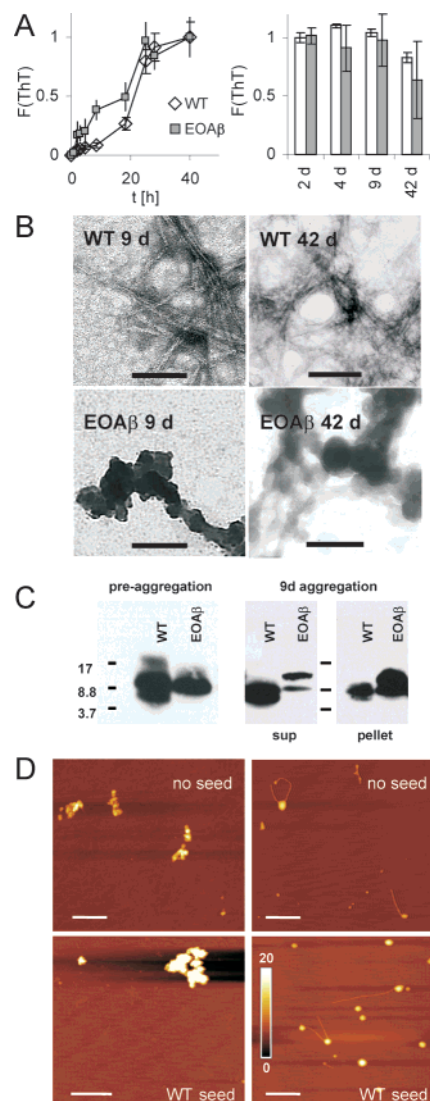 A
F(ThT)
1
0.5
0
WT
EOAβ
0 20 40 60
t [h]
F(ThT)
1
0.5
0
2 d
4 d
9 d
42 d
B
WT 9 d
WT 42 d
EOAβ 9 d
EOAβ 42 d
C
pre-aggregation
9d aggregation
WT
EOAβ
WT
EOAβ
WT
EOAβ
17
8.8
3.7
sup
pellet
D
no seed
no seed
WT seed
20
0
WT seed